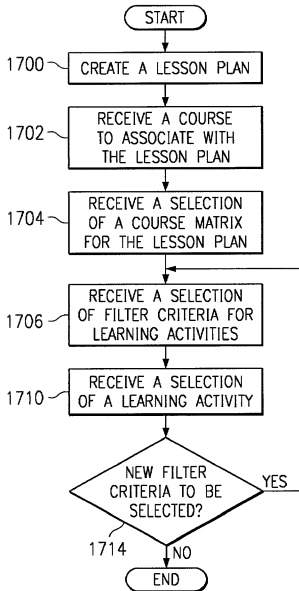 START
1700
CREATE A LESSON PLAN
1702
RECEIVE A COURSE
TO ASSOCIATE WITH
THE LESSON PLAN
1704
RECEIVE A SELECTION
OF A COURSE MATRIX
FOR THE LESSON PLAN
1706
RECEIVE A SELECTION
OF FILTER CRITERIA FOR
LEARNING ACTIVITIES
1710
RECEIVE A SELECTION
OF A LEARNING ACTIVITY
NEW FILTER
CRITERIA TO BE
SELECTED?
YES
1714
NO
END